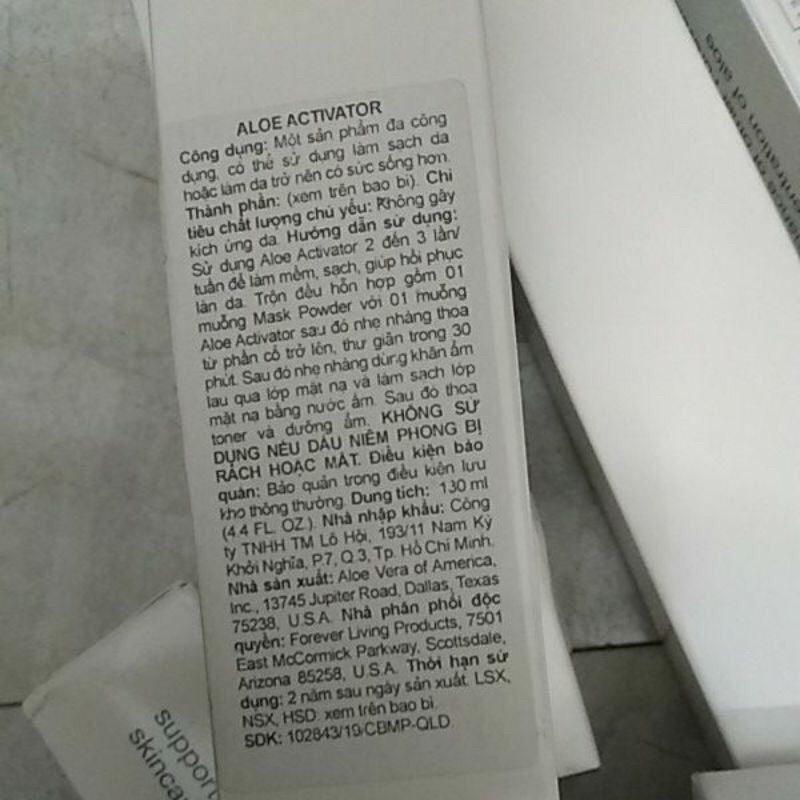 ALOE ACTIVATOR
Công dụng: Một sản phẩm đa công
dụng, có thể sử dụng làm sạch da
hoặc làm da trở nên có sức sống hơn.
Thành phần: (xem trên bao bì). Chỉ
tiêu chất lượng chủ yếu: Không gây
kích ứng da. Hướng dẫn sử dụng:
Sử dụng Aloe Activator 2 đến 3 lần/
tuần để làm mềm, sạch, giúp hồi phục
làn da. Trộn đều hỗn hợp gồm 01
muỗng Mask Powder với 01 muỗng
Aloe Activator sau đó nhẹ nhàng thoa
từ phần cổ trở lên, thư giãn trong 30
phút. Sau đó nhẹ nhàng dùng khăn ẩm
lau qua lớp mặt nạ và làm sạch lớp
mặt nạ bằng nước ấm. Sau đó thoa
toner và dưỡng ẩm. KHÔNG SỬ
DỤNG NẾU DẤU NIÊM PHONG BỊ
RÁCH HOẶC MẤT. Điều kiện bảo
quản: Bảo quản trong điều kiện lưu
kho thông thường. Dung tích: 130 ml
(4.4 FL. OZ.). Nhà nhập khẩu: Công
ty TNHH TM Lô Hội, 193/11 Nam Kỳ
Khởi Nghĩa, P.7, Q.3, Tp. Hồ Chí Minh.
Nhà sản xuất: Aloe Vera of America,
Inc., 13745 Jupiter Road, Dallas, Texas
75238, U.S.A. Nhà phân phối độc
quyền: Forever Living Products, 7501
East McCormick Parkway, Scottsdale,
Arizona 85258, U.S.A. Thời hạn sử
dụng: 2 năm sau ngày sản xuất. LSX,
NSX, HSD: xem trên bao bì.
SĐK: 102843/19/CBMP-QLD
support
skincare
of aloe